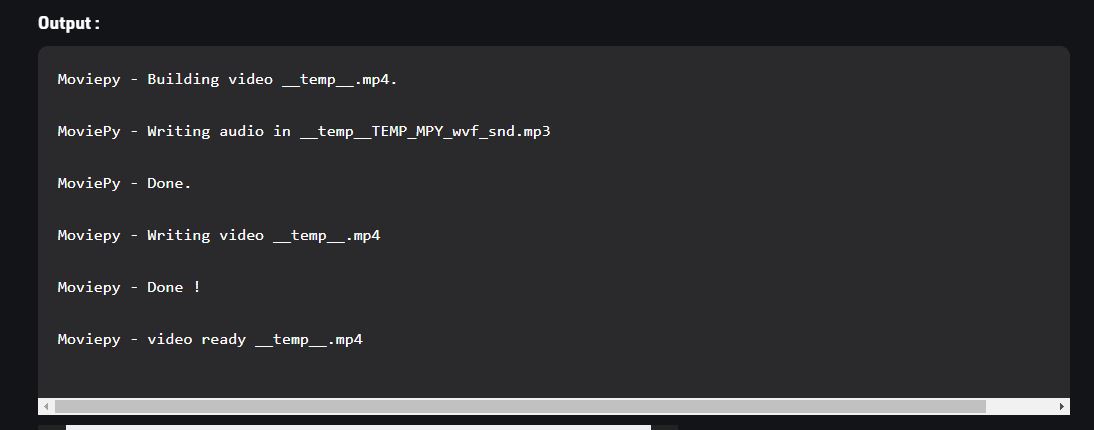 Output :
Moviepy - Building video __temp__.mp4.
MoviePy - Writing audio in __temp__TEMP_MPY_wvf_snd.mp3
MoviePy - Done.
Moviepy - Writing video __temp__.mp4
Moviepy - Done !
Moviepy - video ready __temp__.mp4